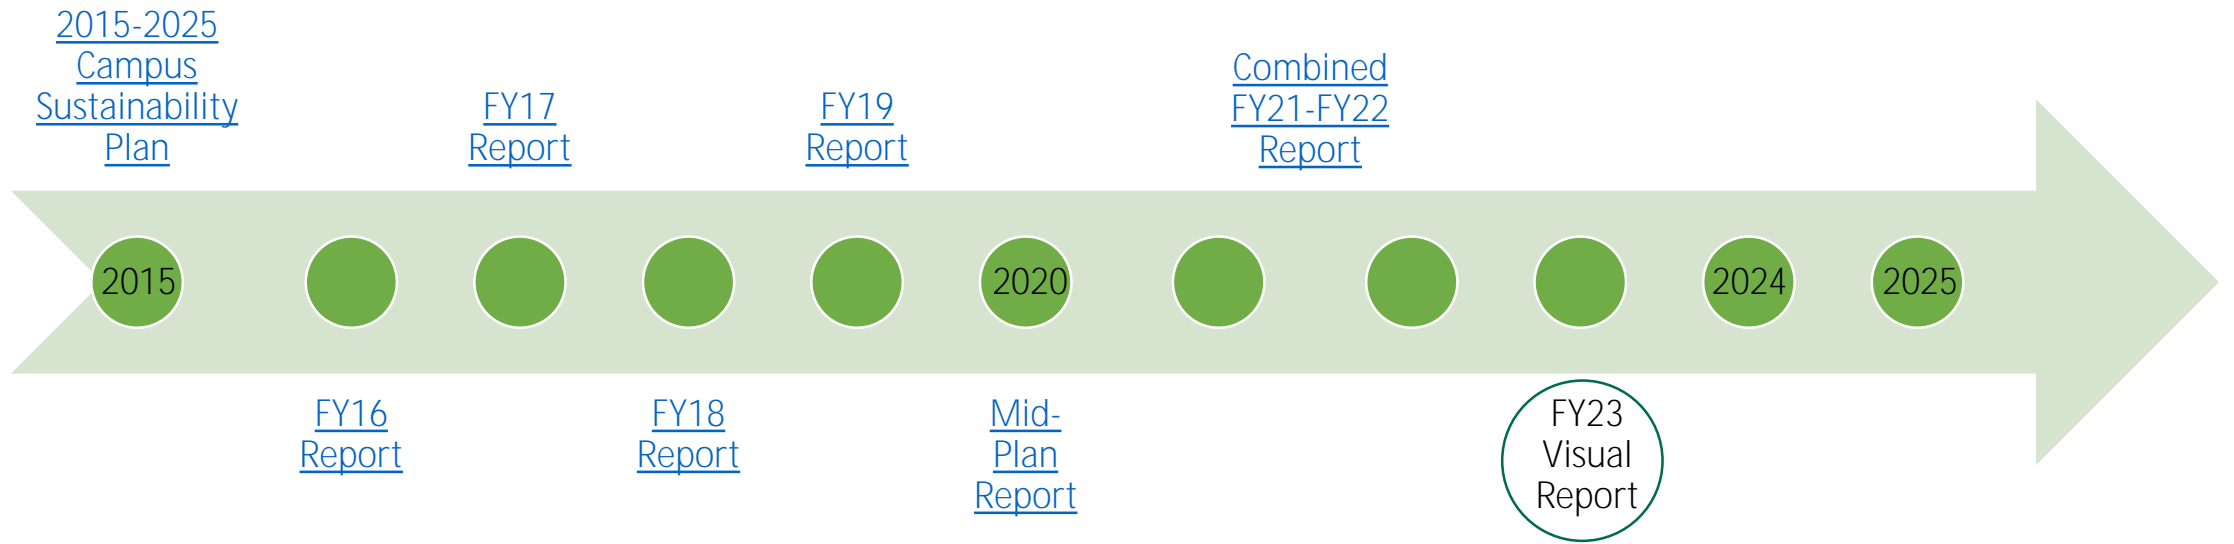 2015-2025
Campus
Sustainability
Plan
FY17
Report
FY19
Report
Combined
FY21-FY22
Report
2015
2020
2024
2025
FY16
Report
FY18
Report
Mid-
Plan
Report
FY23
Visual
Report